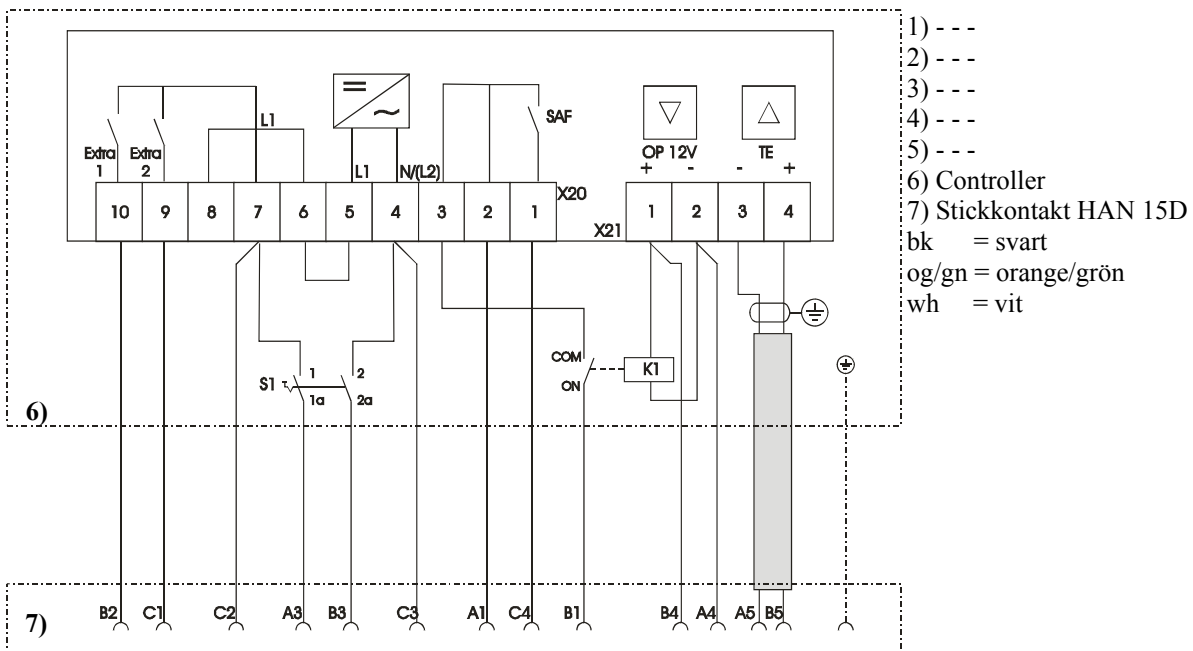 1) - - -
2) - - -
3) - - -
4) - - -
5) - - -
6) Controller
7) Stickkontakt HAN 15D
bk = svart
og/gn = orange/grön
wh = vit
L1
SAF
Extra 1
Extra 2
OP 12V
TE
L1
N/(L2)
+ - - +
X20
10 9 8 7 6 5 4 3 2 1
X21
1 2 3 4
COM
K1
ON
S1
1 2
1a 2a
6)
7)
B2 C1 C2 A3 B3 C3 A1 C4 B1 B4 A4 A5 B5